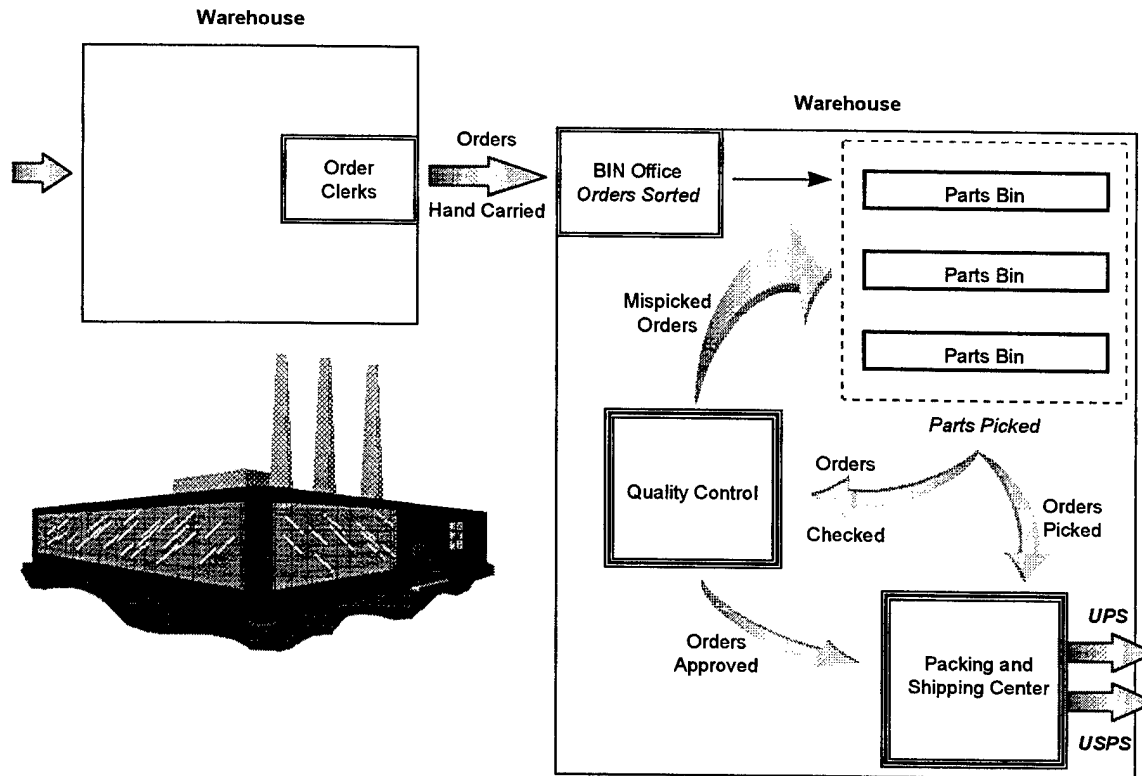 Warehouse
Order
Clerks
Orders
Hand Carried
Warehouse
BIN Office
Orders Sorted
Parts Bin
Parts Bin
Parts Bin
Mispicked
Orders
Parts Picked
Quality Control
Orders
Checked
Orders
Picked
Orders
Approved
Packing and
Shipping Center
UPS
USPS